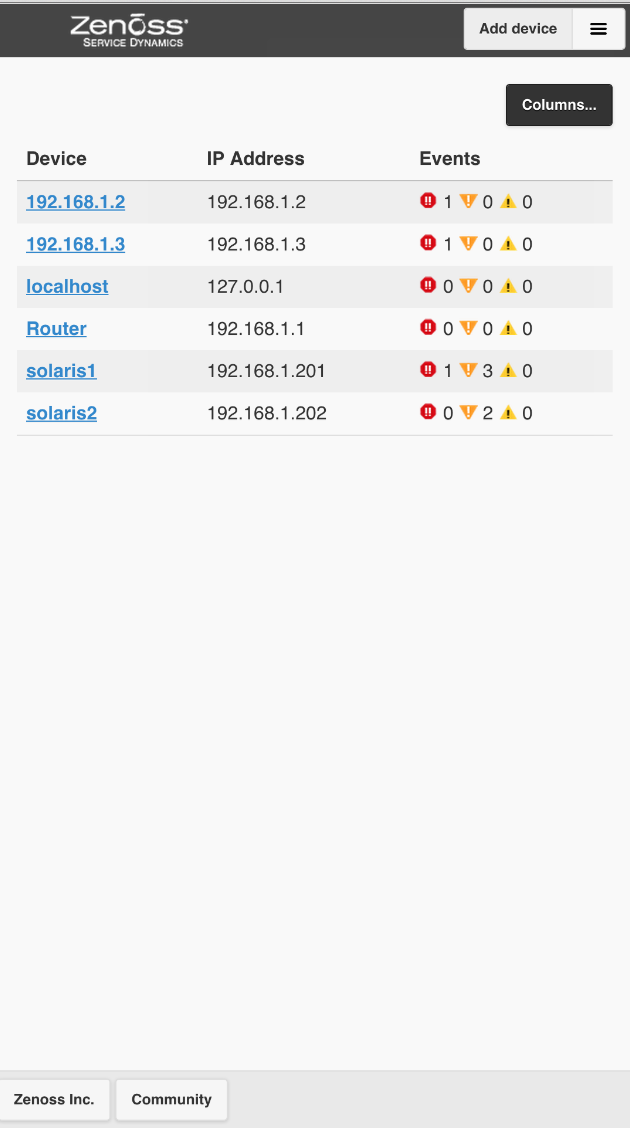 Zenōss®
SERVICE DYNAMICS
Add device
Columns...
Device IP Address Events
192.168.1.2 192.168.1.2 1 0 0
192.168.1.3 192.168.1.3 1 0 0
localhost 127.0.0.1 0 0 0
Router 192.168.1.1 0 0 0
solaris1 192.168.1.201 1 3 0
solaris2 192.168.1.202 0 2 0
Zenoss Inc. Community